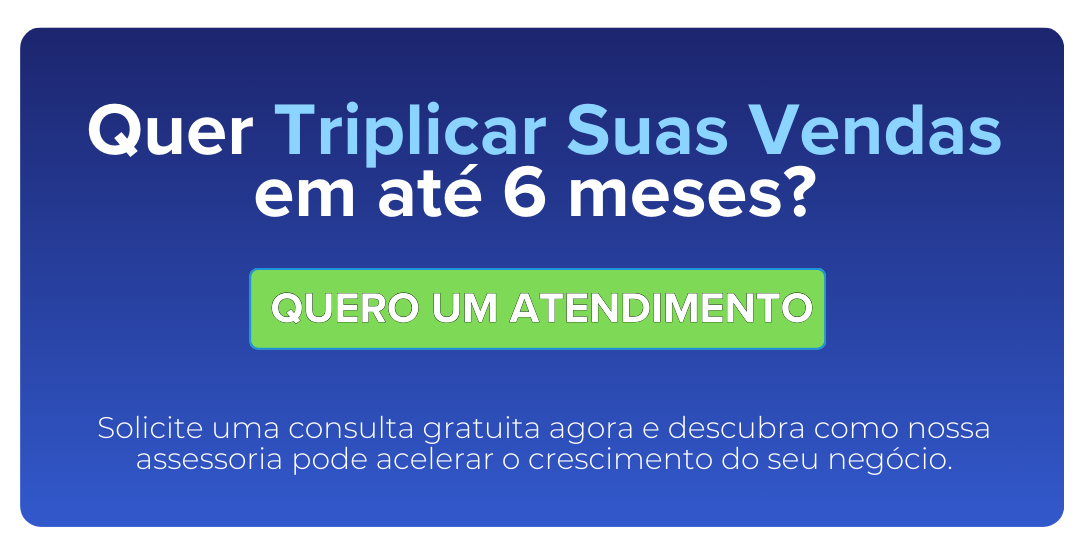 Quer Triplicar Suas Vendas
em até 6 meses?
QUERO UM ATENDIMENTO
Solicite uma consulta gratuita agora e descubra como nossa
assessoria pode acelerar o crescimento do seu negócio.